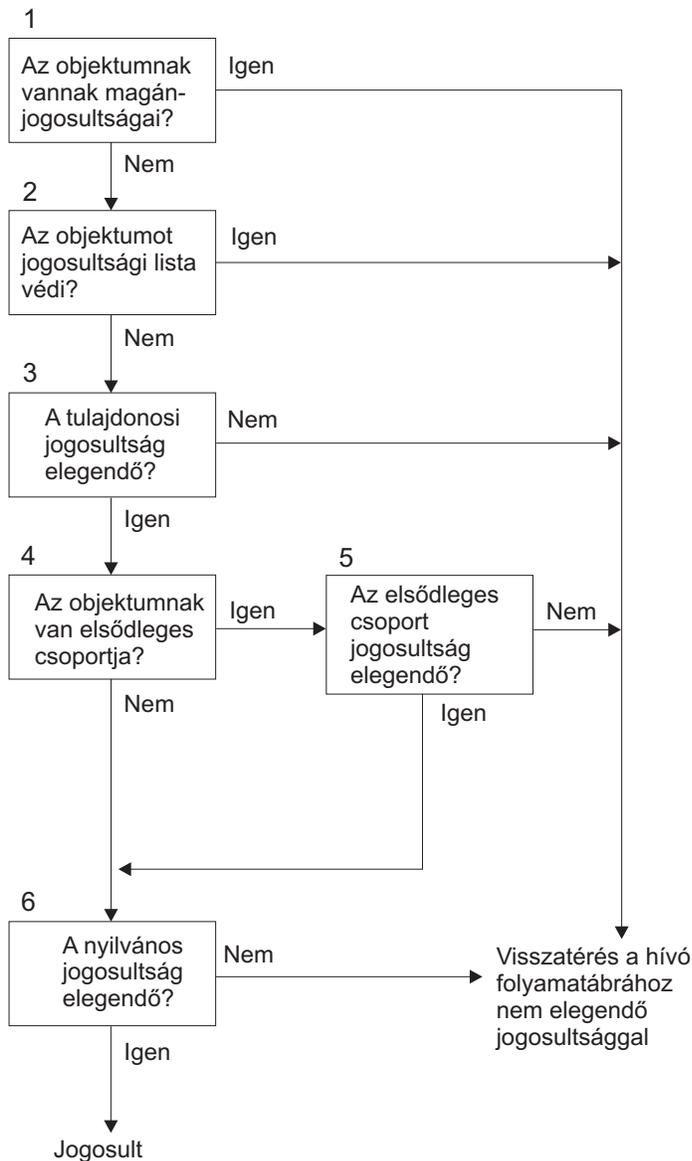 1
Az objektumnak
vannak magán-
jogosultságai?
Igen
Nem
2
Az objektumot
jogosultsági lista
védi?
Igen
Nem
3
A tulajdonosi
jogosultság
elegendő?
Nem
Igen
4
Az objektumnak
van elsődleges
csoportja?
Igen
Nem
5
Az elsődleges
csoport
jogosultság
elegendő?
Nem
Igen
6
A nyilvános
jogosultság
elegendő?
Nem
Igen
Visszatérés a hívó
folyamatábrához
nem elegendő
jogosultsággal
Jogosult